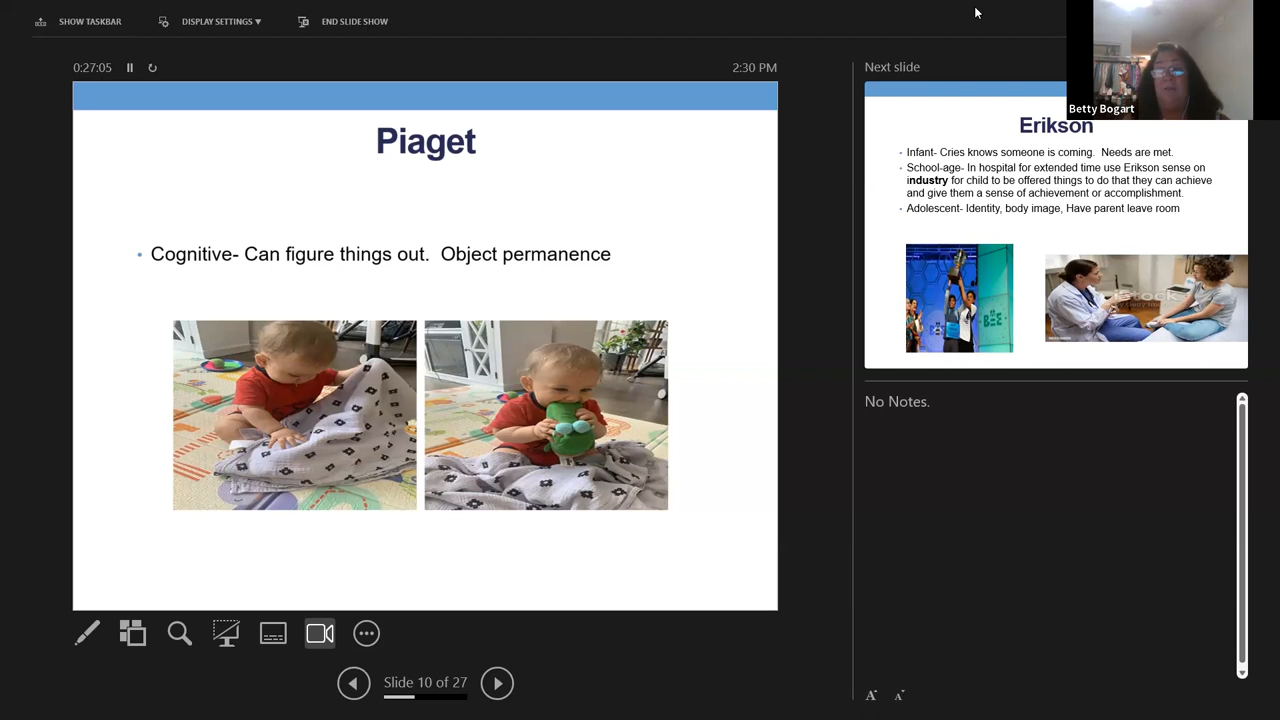 SHOW TASKBAR
DISPLAY SETTINGS ▼
END SLIDE SHOW
0:27:05
2:30 PM
Piaget
• Cognitive- Can figure things out.  Object permanence
Next slide
Betty Bogart
Erikson
• Infant- Cries knows someone is coming.  Needs are met.
• School-age- In hospital for extended time use Erikson sense on
industry for child to be offered things to do that they can achieve
and give them a sense of achievement or accomplishment.
• Adolescent- Identity, body image, Have parent leave room
BEE
iStock
No Notes.
Slide 10 of 27
A A